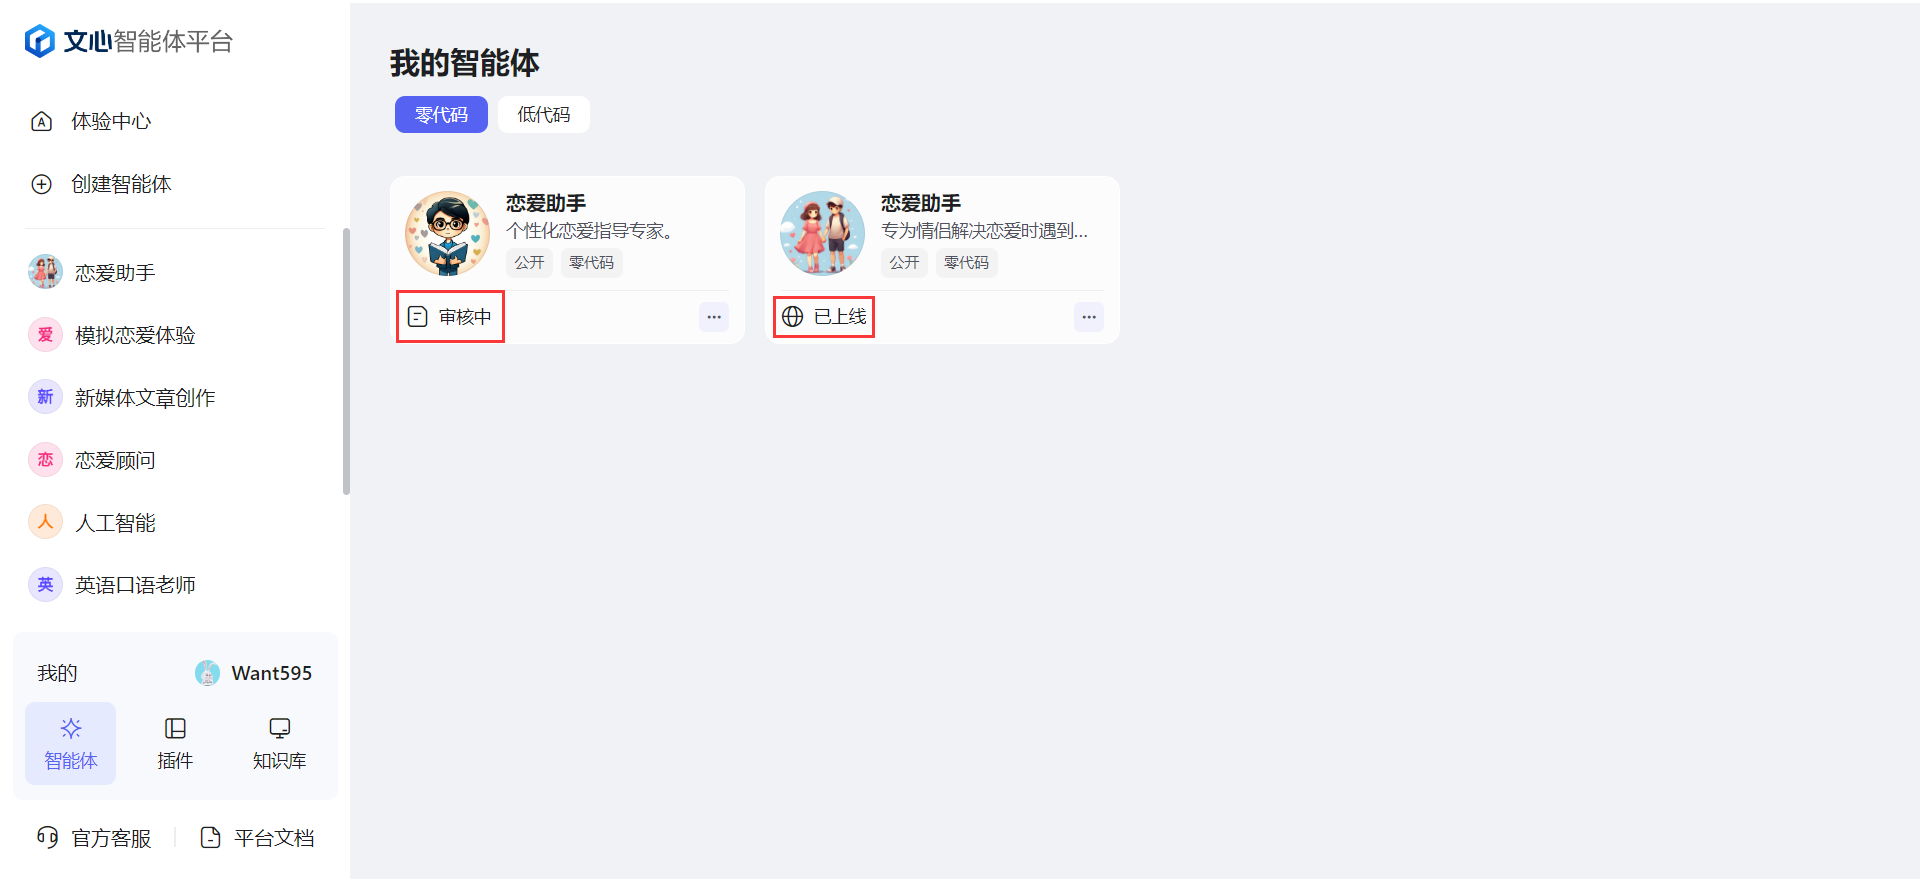 文心智能体平台
体验中心
创建智能体
恋爱助手
爱 模拟恋爱体验
新 新媒体文章创作
恋 恋爱顾问
人 人工智能
英 英语口语老师
我的 Want595
智能体 插件 知识库
官方客服 平台文档
我的智能体
零代码 低代码
恋爱助手
个性化恋爱指导专家。
公开 零代码
审核中 ...
恋爱助手
专为情侣解决恋爱时遇到...
公开 零代码
已上线 ...